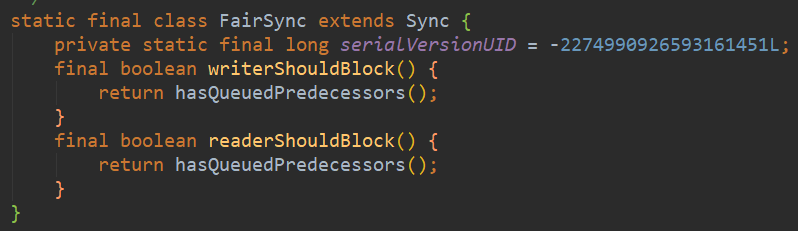 static final class FairSync extends Sync {
    private static final long serialVersionUID = -2274990926593161451L;
    final boolean writerShouldBlock() {
        return hasQueuedPredecessors();
    }
    final boolean readerShouldBlock() {
        return hasQueuedPredecessors();
    }
}